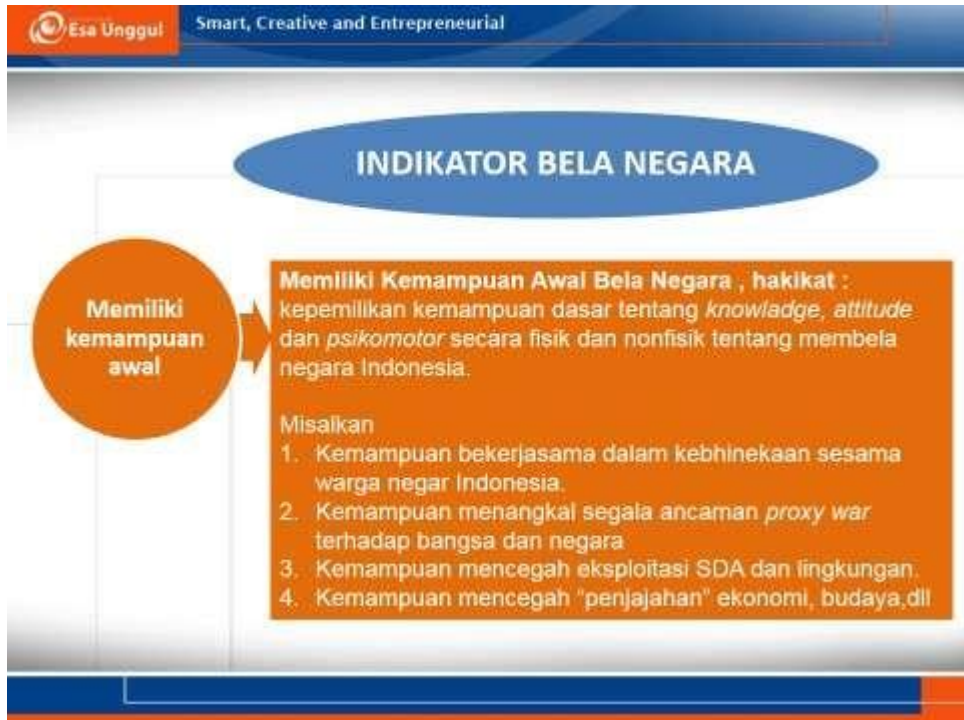 Esa Unggul
Smart, Creative and Entrepreneurial
INDIKATOR BELA NEGARA
Memiliki
kemampuan
awal
Memiliki Kemampuan Awal Bela Negara , hakikat :
kepemilikan kemampuan dasar tentang knowladge, attitude
dan psikomotor secara fisik dan nonfisik tentang membela
negara Indonesia.
Misalkan
1. Kemampuan bekerjasama dalam kebhinekaan sesama
warga negar Indonesia.
2. Kemampuan menangkal segala ancaman proxy war
terhadap bangsa dan negara
3. Kemampuan mencegah eksploitasi SDA dan lingkungan.
4. Kemampuan mencegah "penjajahan" ekonomi, budaya,dll